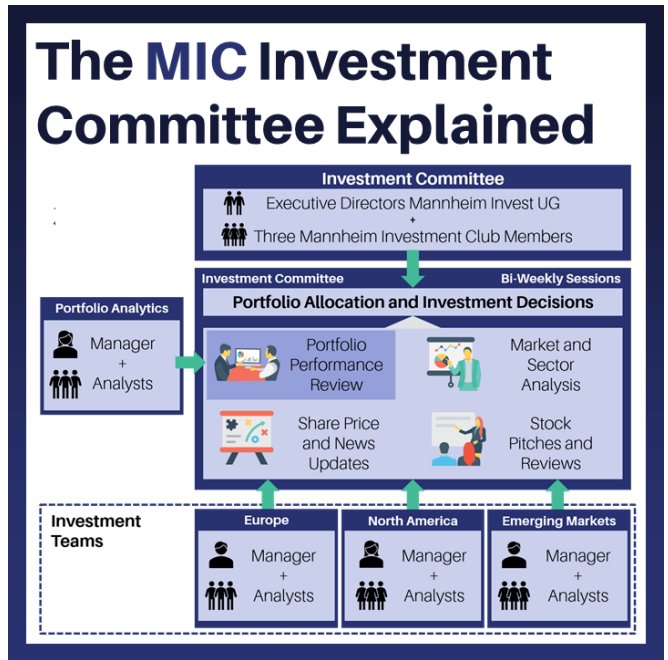 The MIC Investment
Committee Explained
Investment Committee
Executive Directors Mannheim Invest UG
+
Three Mannheim Investment Club Members
Investment Committee
Bi-Weekly Sessions
Portfolio Allocation and Investment Decisions
Portfolio Analytics
Manager
+
Analysts
Portfolio
Performance
Review
Market and
Sector
Analysis
Share Price
and News
Updates
Stock
Pitches and
Reviews
Investment
Teams
Europe
Manager
+
Analysts
North America
Manager
+
Analysts
Emerging Markets
Manager
+
Analysts